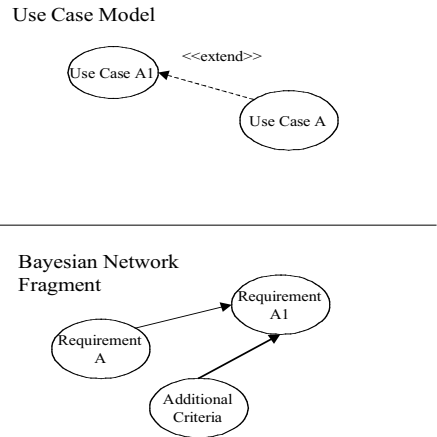 Use Case Model
<<extend>>
Use Case A1
Use Case A
Bayesian Network
Fragment
Requirement
A1
Requirement
A
Additional
Criteria